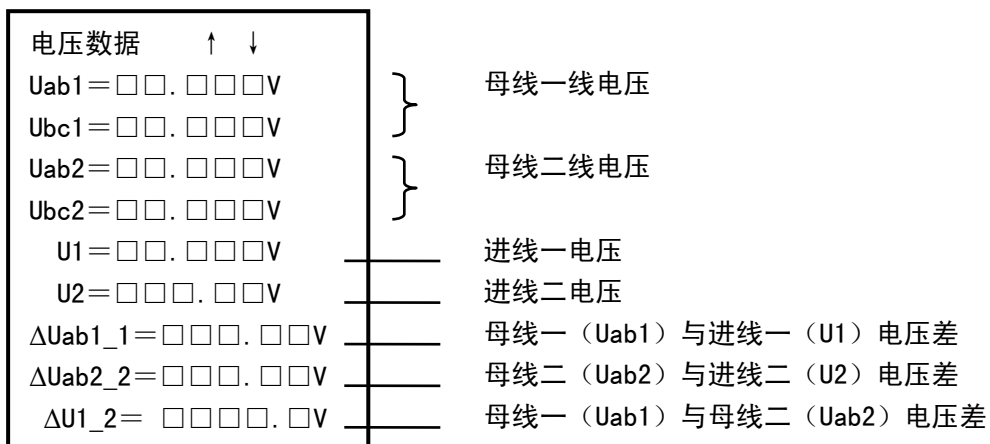 电压数据 ↑ ↓
Uab1=□□.□□□V 母线一线电压
Ubc1=□□.□□□V
Uab2=□□.□□□V 母线二线电压
Ubc2=□□.□□□V
U1=□□.□□□V 进线一电压
U2=□□□.□□V 进线二电压
ΔUab1_1=□□□.□□V 母线一（Uab1）与进线一（U1）电压差
ΔUab2_2=□□□.□□V 母线二（Uab2）与进线二（U2）电压差
ΔU1_2= □□□□.□V 母线一（Uab1）与母线二（Uab2）电压差